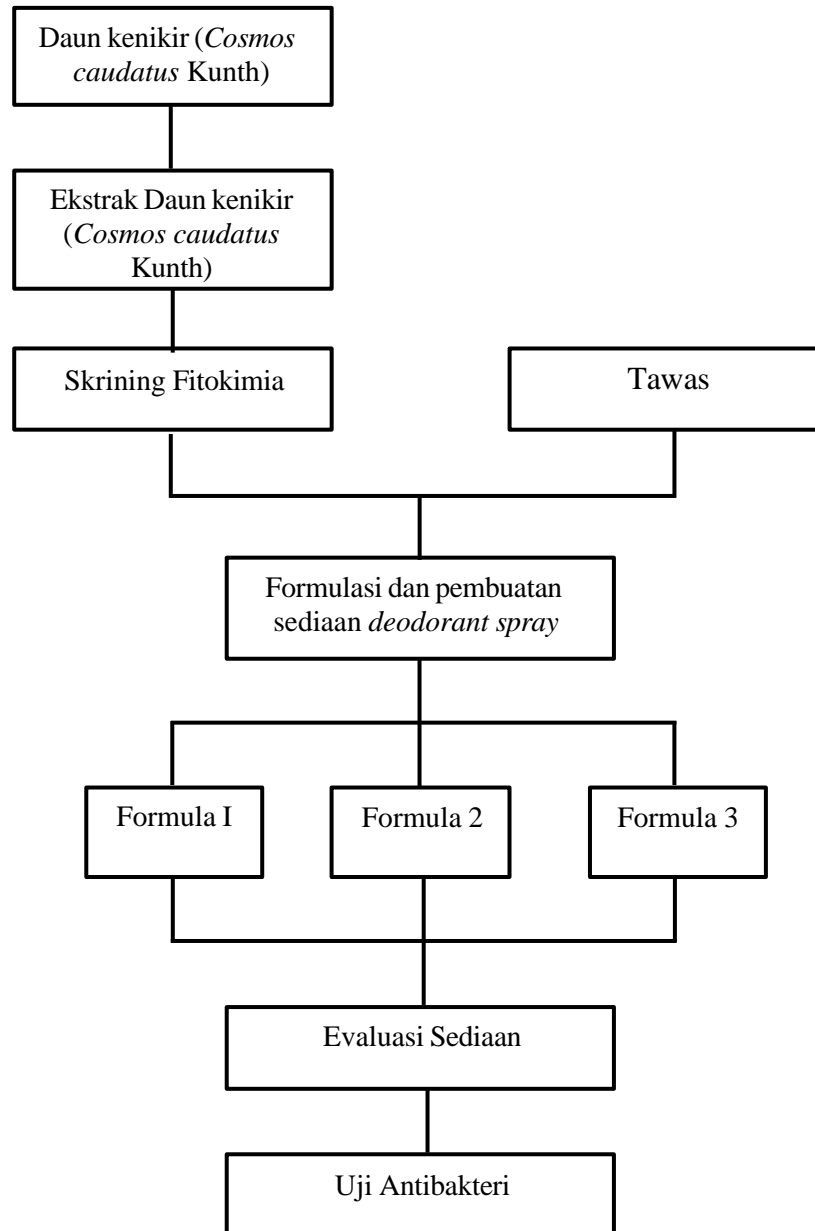 Daun kenikir (Cosmos
caudatus Kunth)
Ekstrak Daun kenikir
(Cosmos caudatus
Kunth)
Skrining Fitokimia
Tawas
Formulasi dan pembuatan
sediaan deodorant spray
Formula I
Formula 2
Formula 3
Evaluasi Sediaan
Uji Antibakteri